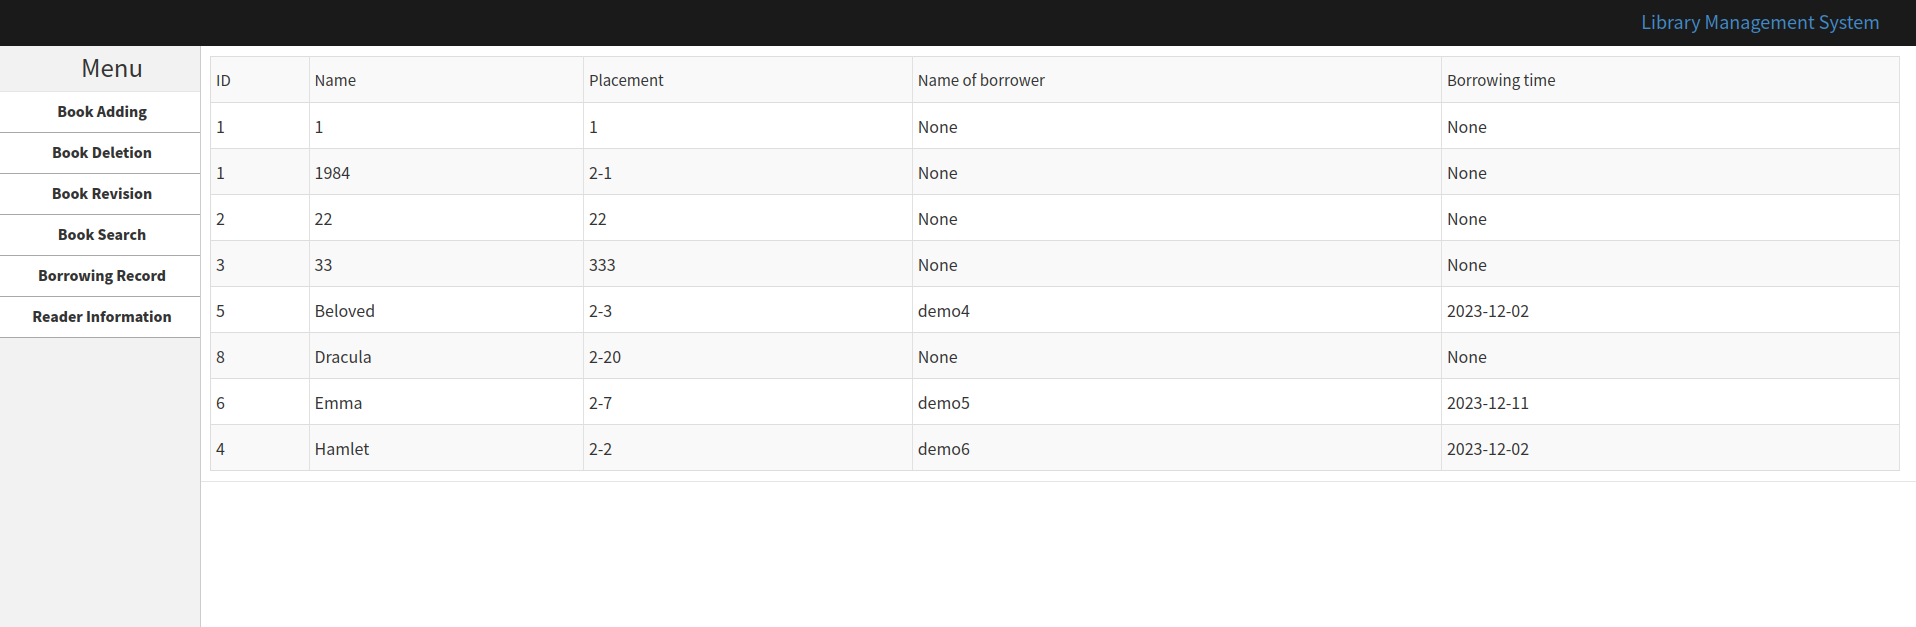 Library Management System
Menu
Book Adding
Book Deletion
Book Revision
Book Search
Borrowing Record
Reader Information
ID Name Placement Name of borrower Borrowing time
1 1 1 None None
1 1984 2-1 None None
2 22 22 None None
3 33 333 None None
5 Beloved 2-3 demo4 2023-12-02
8 Dracula 2-20 None None
6 Emma 2-7 demo5 2023-12-11
4 Hamlet 2-2 demo6 2023-12-02